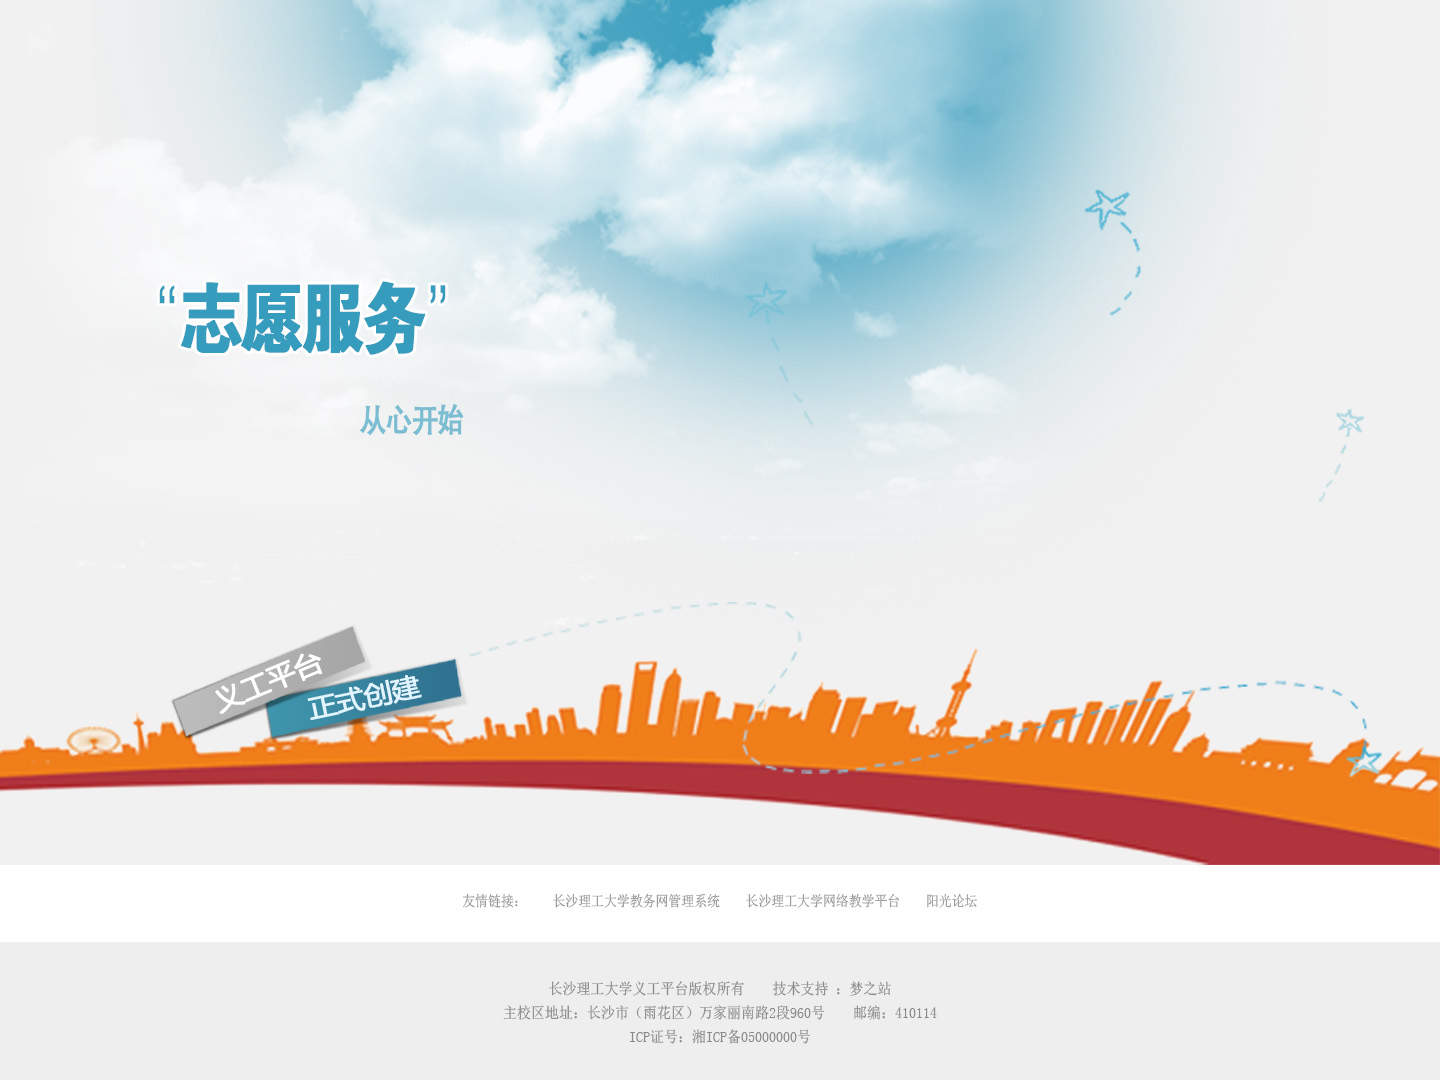 “志愿服务”
从心开始
义工平台
正式创建
友情链接： 长沙理工大学教务网管理系统 长沙理工大学网络教学平台 阳光论坛
长沙理工大学义工平台版权所有 技术支持 ：梦之站
主校区地址：长沙市（雨花区）万家丽南路2段960号 邮编：410114
ICP证号：湘ICP备05000000号